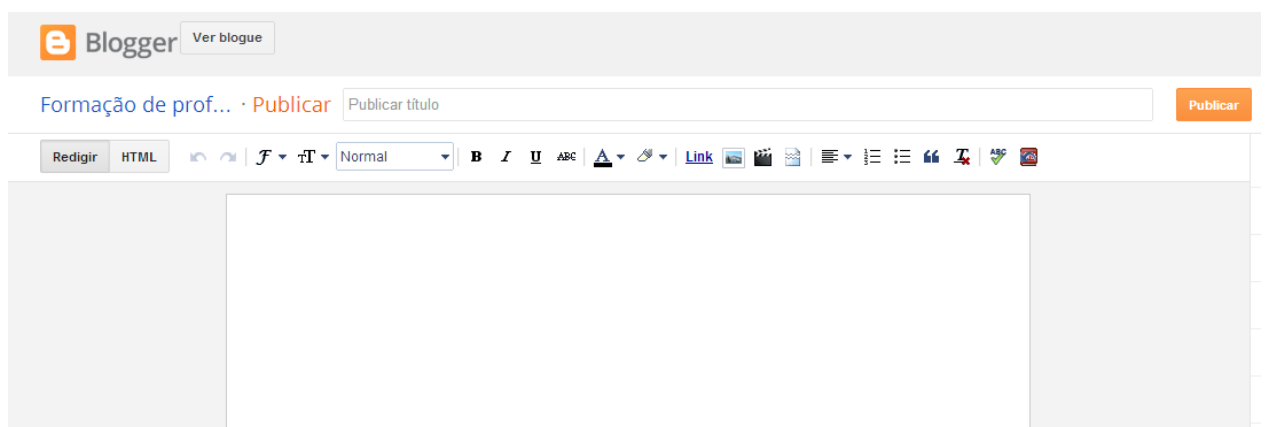 Blogger Ver blogue
Formação de prof... · Publicar Publicar título Publicar
Redigir HTML F T Normal B I U ABC A Link ABC